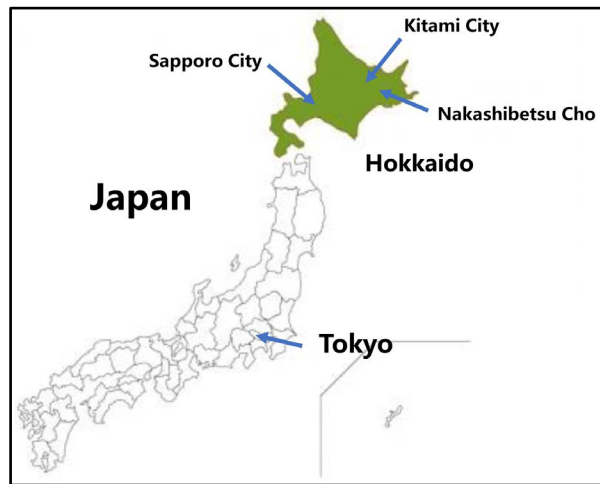 Kitami City
Sapporo City
Nakashibetsu Cho
Hokkaido
Japan
Tokyo